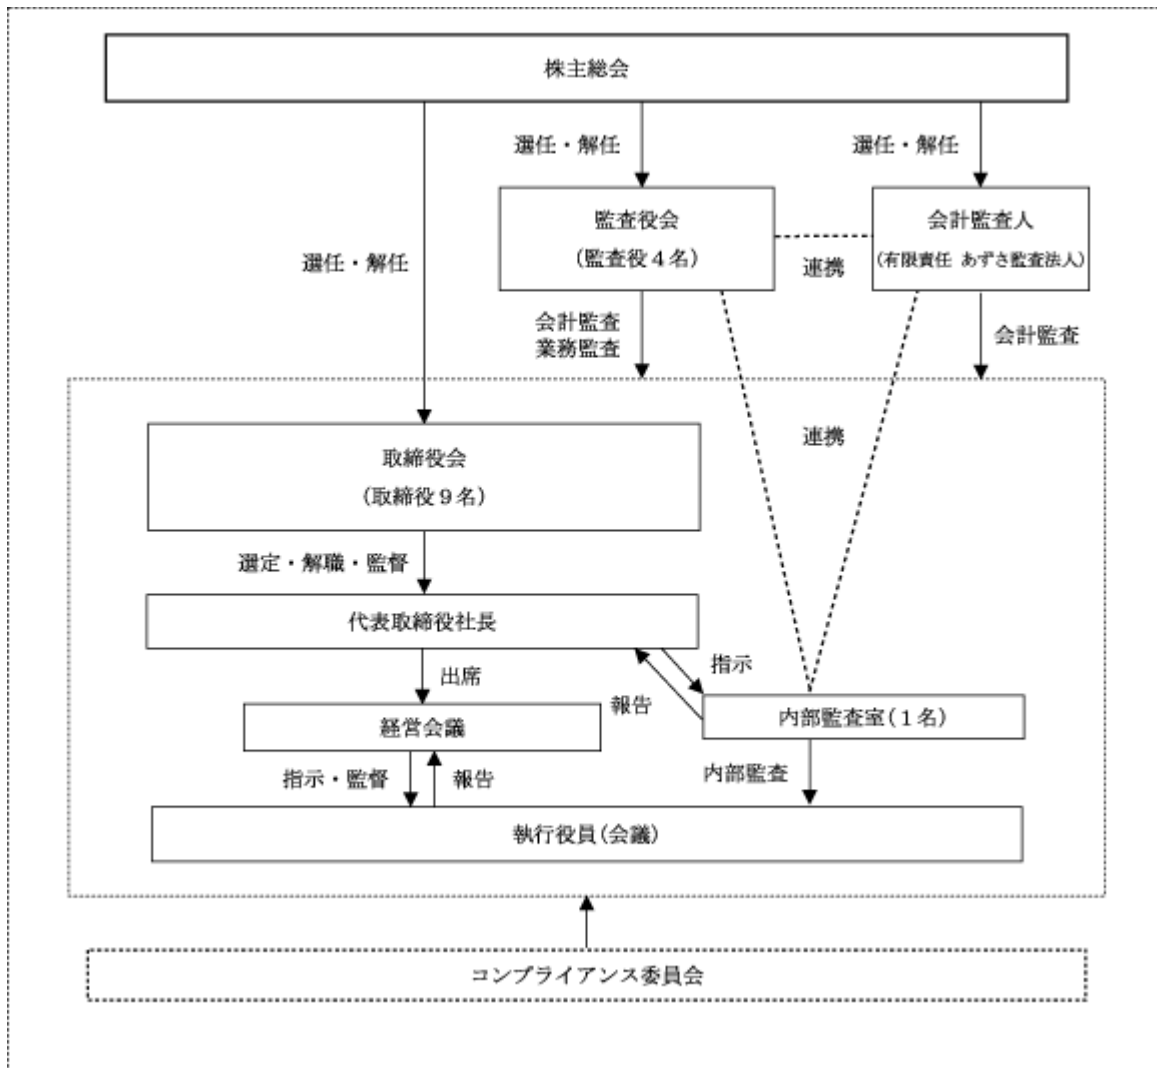 株主総会
選任・解任
選任・解任
監査役会
(監査役4名)
会計監査人
(有限責任 あずさ監査法人)
選任・解任
連携
会計監査
業務監査
会計監査
取締役会
(取締役9名)
連携
選定・解職・監督
代表取締役社長
出席
指示
報告
経営会議
内部監査室(1名)
指示・監督
報告
内部監査
執行役員(会議)
コンプライアンス委員会